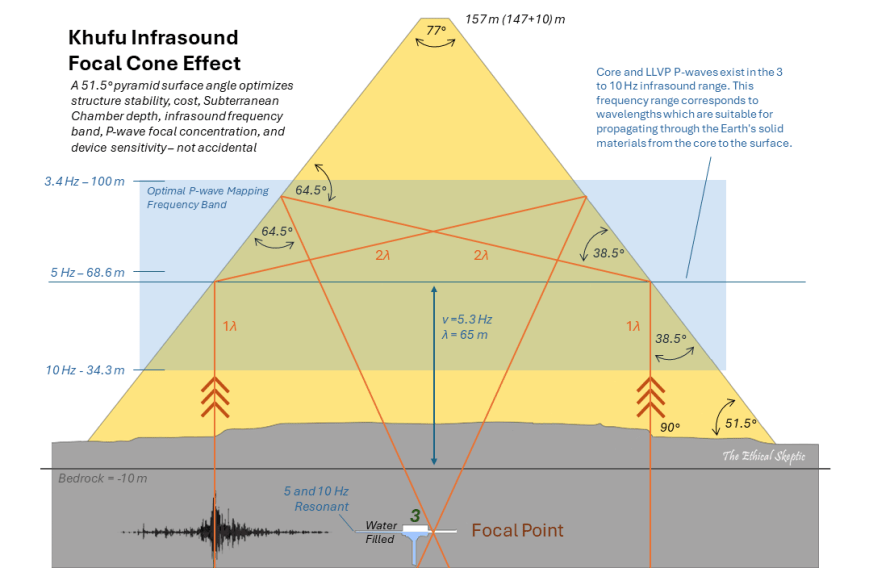 157 m (147+10) m
77°
Khufu Infrasound
Focal Cone Effect
A 51.5° pyramid surface angle optimizes
structure stability, cost, Subterranean
Chamber depth, infrasound frequency
band, P-wave focal concentration, and
device sensitivity – not accidental
Core and LLVP P-waves exist in the 3
to 10 Hz infrasound range. This
frequency range corresponds to
wavelengths which are suitable for
propagating through the Earth's solid
materials from the core to the surface.
3.4 Hz – 100 m
Optimal P-wave Mapping
Frequency Band
64.5°
64.5°
38.5°
2λ
2λ
5 Hz – 68.6 m
1λ
v =5.3 Hz
λ = 65 m
1λ
38.5°
10 Hz - 34.3 m
90°
51.5°
The Ethical Skeptic
Bedrock = -10 m
5 and 10 Hz
Resonant
3
Water
Filled
Focal Point